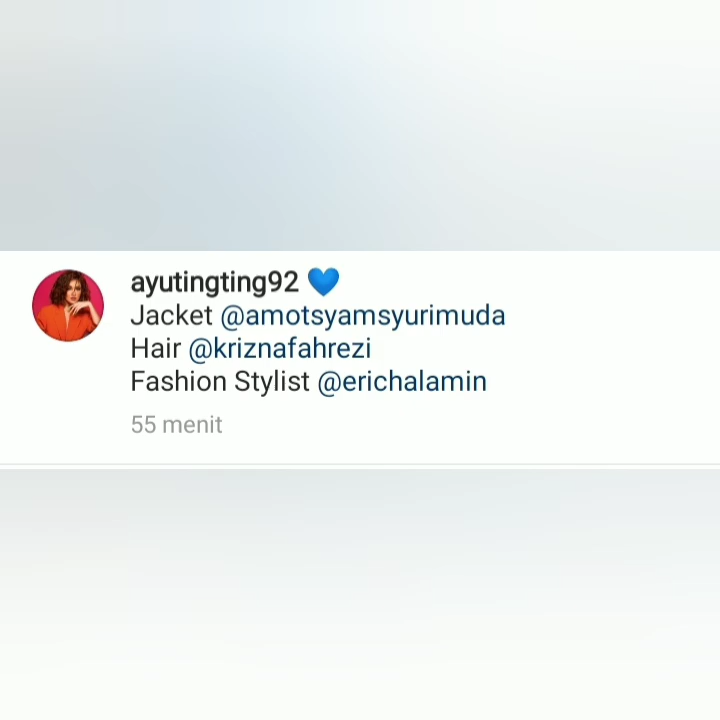 ayutingting92 💙
Jacket @amotsyamsyurimuda
Hair @kriznafahrezi
Fashion Stylist @erichalamin
55 menit